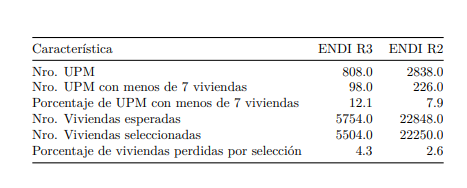 Característica ENDI R3 ENDI R2
Nro. UPM 808.0 2838.0
Nro. UPM con menos de 7 viviendas 98.0 226.0
Porcentaje de UPM con menos de 7 viviendas 12.1 7.9
Nro. Viviendas esperadas 5754.0 22848.0
Nro. Viviendas seleccionadas 5504.0 22250.0
Porcentaje de viviendas perdidas por selección 4.3 2.6